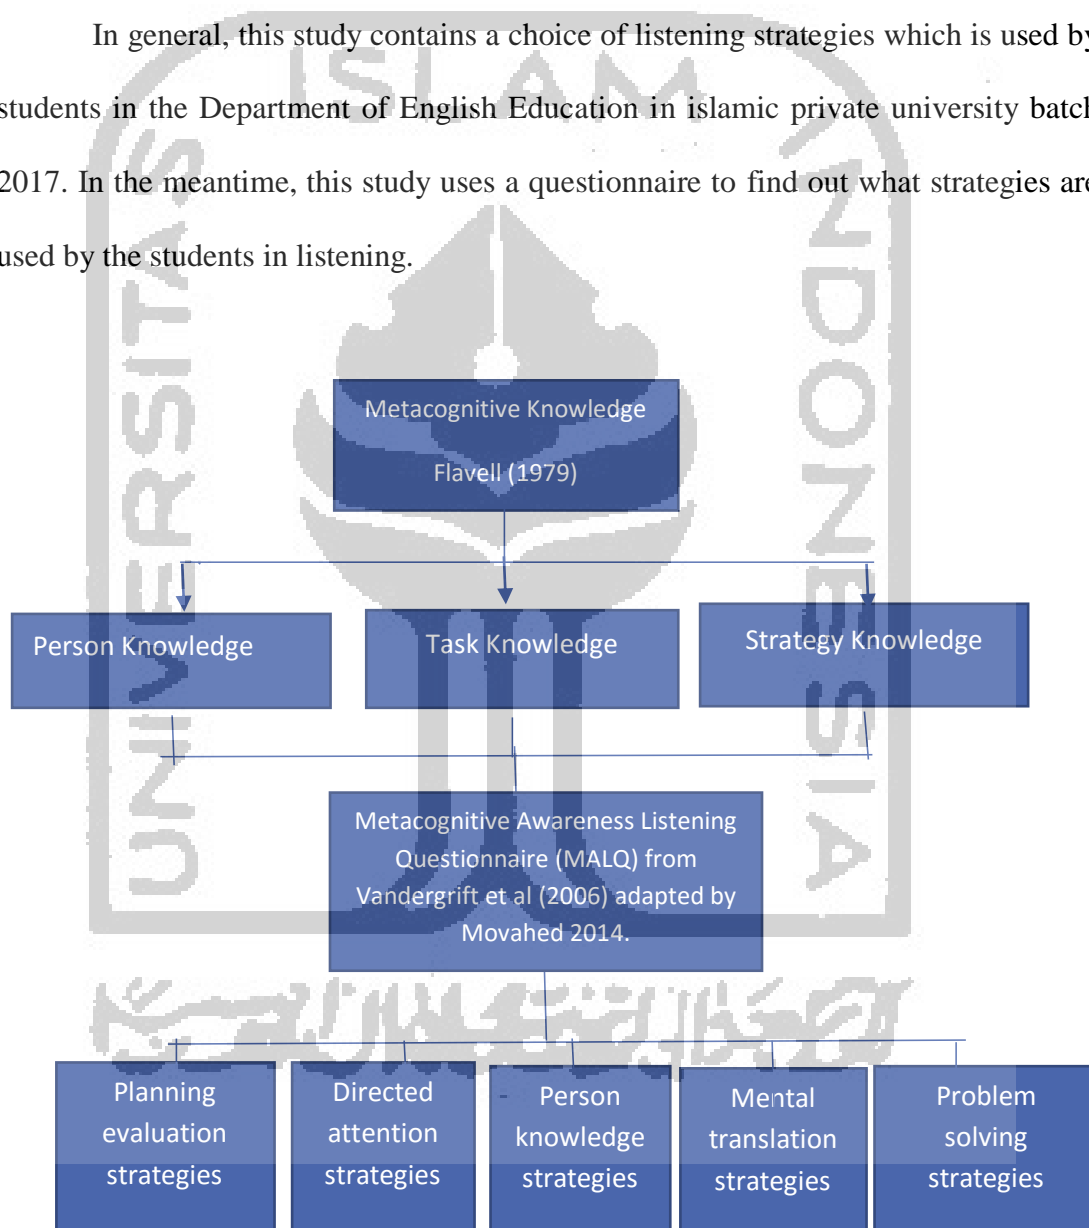 In general, this study contains a choice of listening strategies which is used by
students in the Department of English Education in islamic private university batch
2017. In the meantime, this study uses a questionnaire to find out what strategies are
used by the students in listening.
ISLAM
UNIVERSITAS
INDONESIA
Metacognitive Knowledge
Flavell (1979)
Person Knowledge
Task Knowledge
Strategy Knowledge
Metacognitive Awareness Listening
Questionnaire (MALQ) from
Vandergrift et al (2006) adapted by
Movahed 2014.
Planning
evaluation
strategies
Directed
attention
strategies
Person
knowledge
strategies
Mental
translation
strategies
Problem
solving
strategies